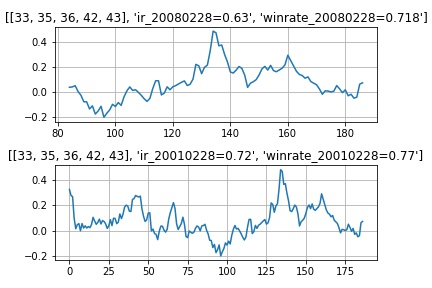 [[33, 35, 36, 42, 43], 'ir_20080228=0.63', 'winrate_20080228=0.718']
0.4
0.2
0.0
−0.2
80 100 120 140 160 180
[[33, 35, 36, 42, 43], 'ir_20010228=0.72', 'winrate_20010228=0.77']
0.4
0.2
0.0
−0.2
0 25 50 75 100 125 150 175